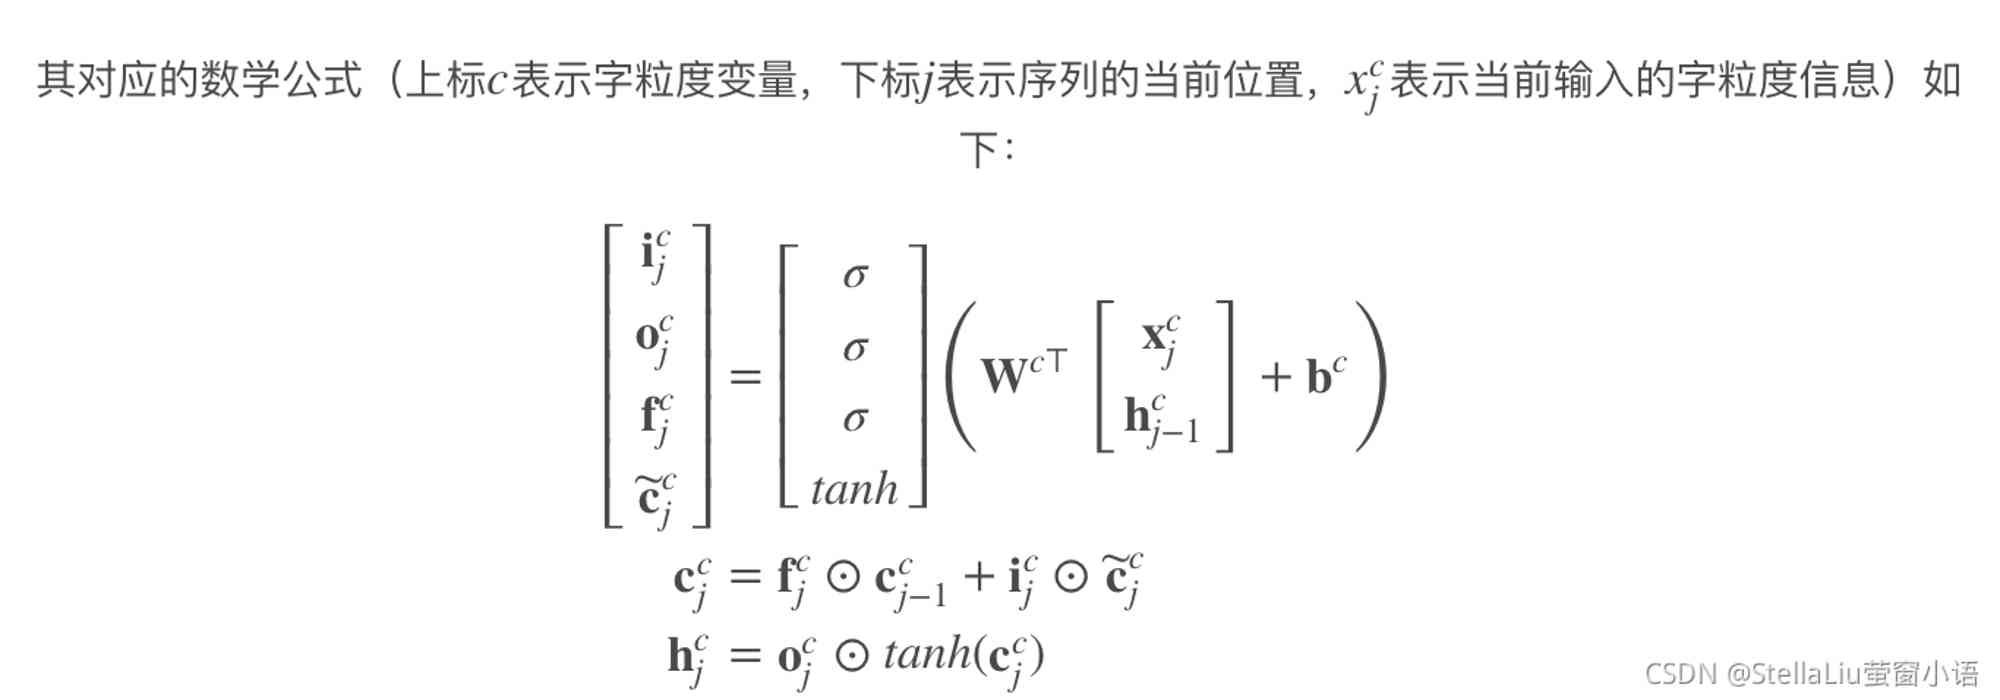 其对应的数学公式（上标c表示字粒度变量，下标j表示序列的当前位置，x_j^c表示当前输入的字粒度信息）如
下：
\begin{bmatrix} \mathbf{i}_j^c \\ \mathbf{o}_j^c \\ \mathbf{f}_j^c \\ \widetilde{\mathbf{c}}_j^c \end{bmatrix} = \begin{bmatrix} \sigma \\ \sigma \\ \sigma \\ tanh \end{bmatrix} \left( \mathbf{W}^{c\top} \begin{bmatrix} \mathbf{x}_j^c \\ \mathbf{h}_{j-1}^c \end{bmatrix} + \mathbf{b}^c \right)
\mathbf{c}_j^c = \mathbf{f}_j^c \odot \mathbf{c}_{j-1}^c + \mathbf{i}_j^c \odot \widetilde{\mathbf{c}}_j^c
\mathbf{h}_j^c = \mathbf{o}_j^c \odot tanh(\mathbf{c}_j^c)
CSDN @StellaLiu萤窗小语